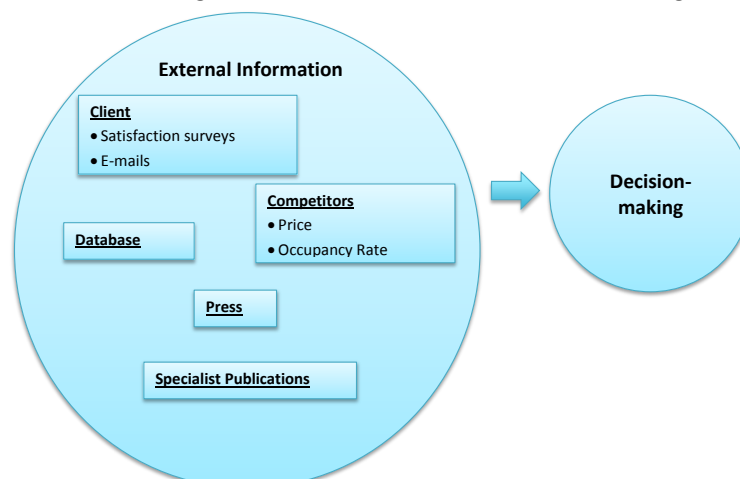 External Information
Client
• Satisfaction surveys
• E-mails
Competitors
• Price
• Occupancy Rate
Database
Press
Specialist Publications
Decision-
making